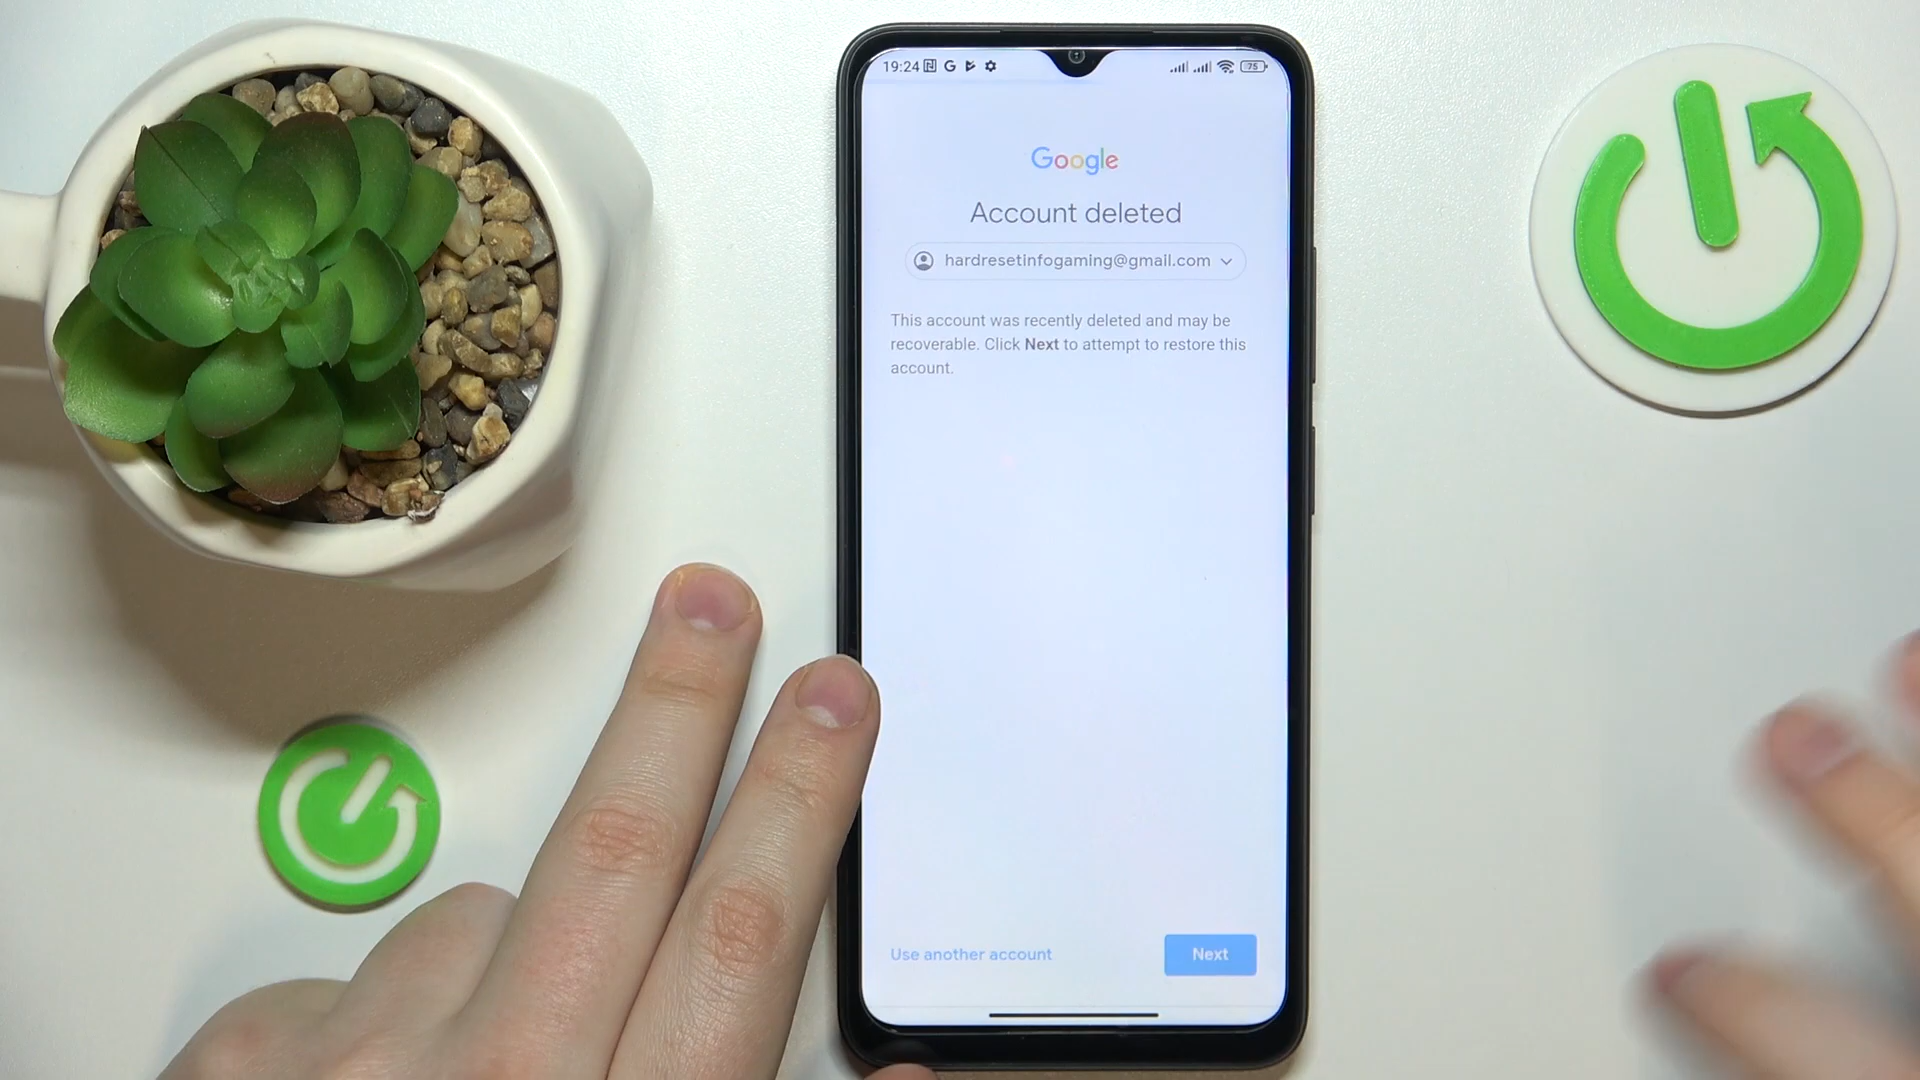 19:24
75
Google
Account deleted
hardresetinfogaming@gmail.com
This account was recently deleted and may be
recoverable. Click Next to attempt to restore this
account.
Use another account
Next